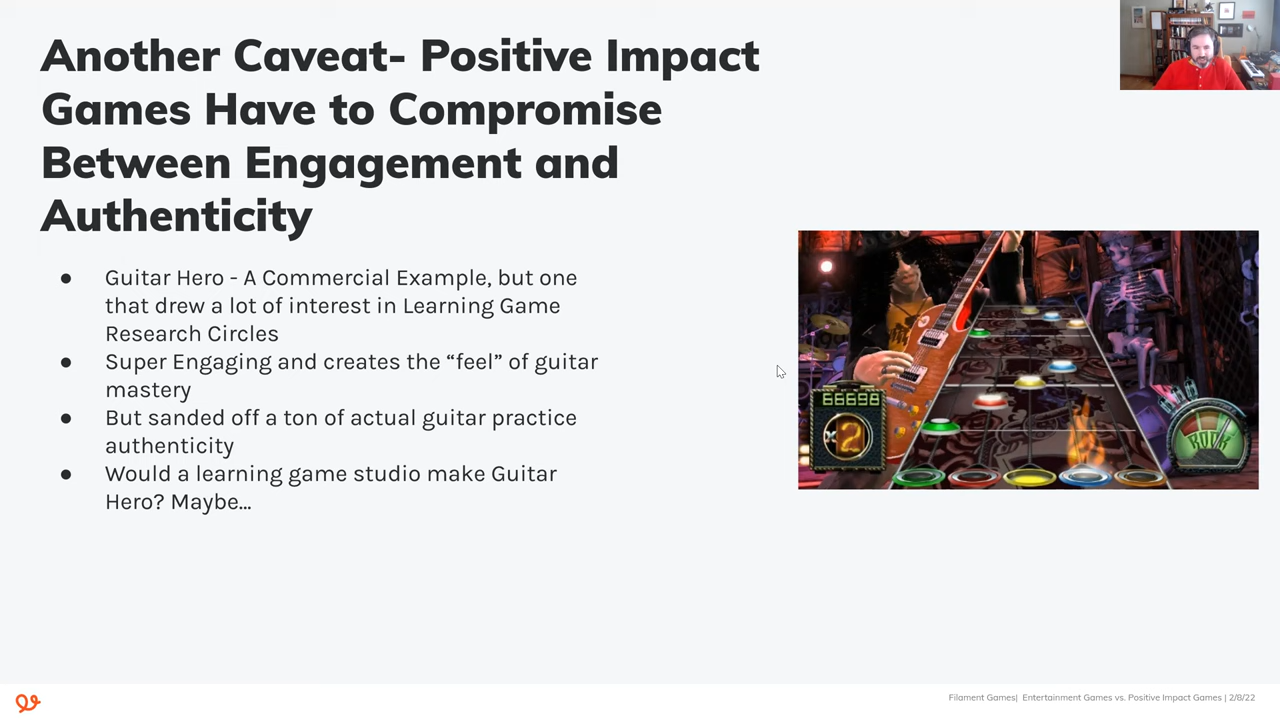 Another Caveat- Positive Impact
Games Have to Compromise
Between Engagement and
Authenticity
● Guitar Hero - A Commercial Example, but one
that drew a lot of interest in Learning Game
Research Circles
● Super Engaging and creates the “feel” of guitar
mastery
● But sanded off a ton of actual guitar practice
authenticity
● Would a learning game studio make Guitar
Hero? Maybe...
66698
x2
ROCK
Filament Games| Entertainment Games vs. Positive Impact Games | 2/8/22